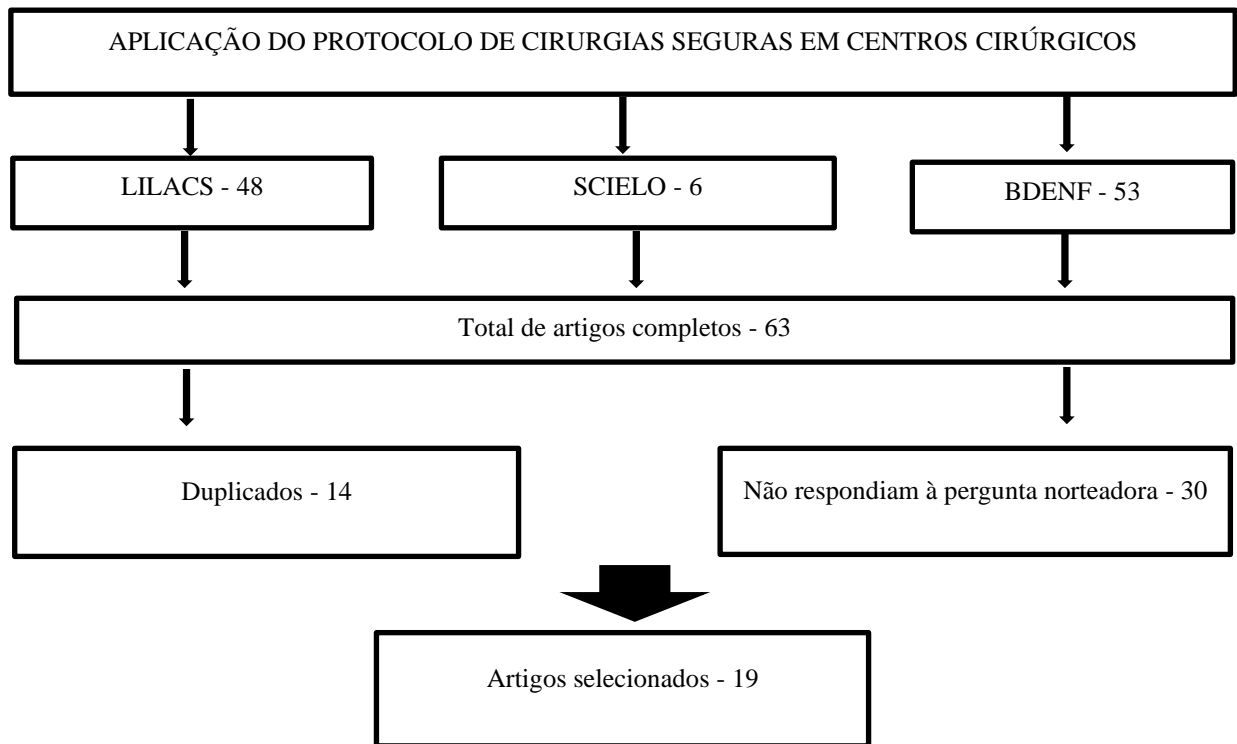 APLICAÇÃO DO PROTOCOLO DE CIRURGIAS SEGURAS EM CENTROS CIRÚRGICOS
LILACS - 48
SCIELO - 6
BDENF - 53
Total de artigos completos - 63
Duplicados - 14
Não respondiam à pergunta norteadora - 30
Artigos selecionados - 19